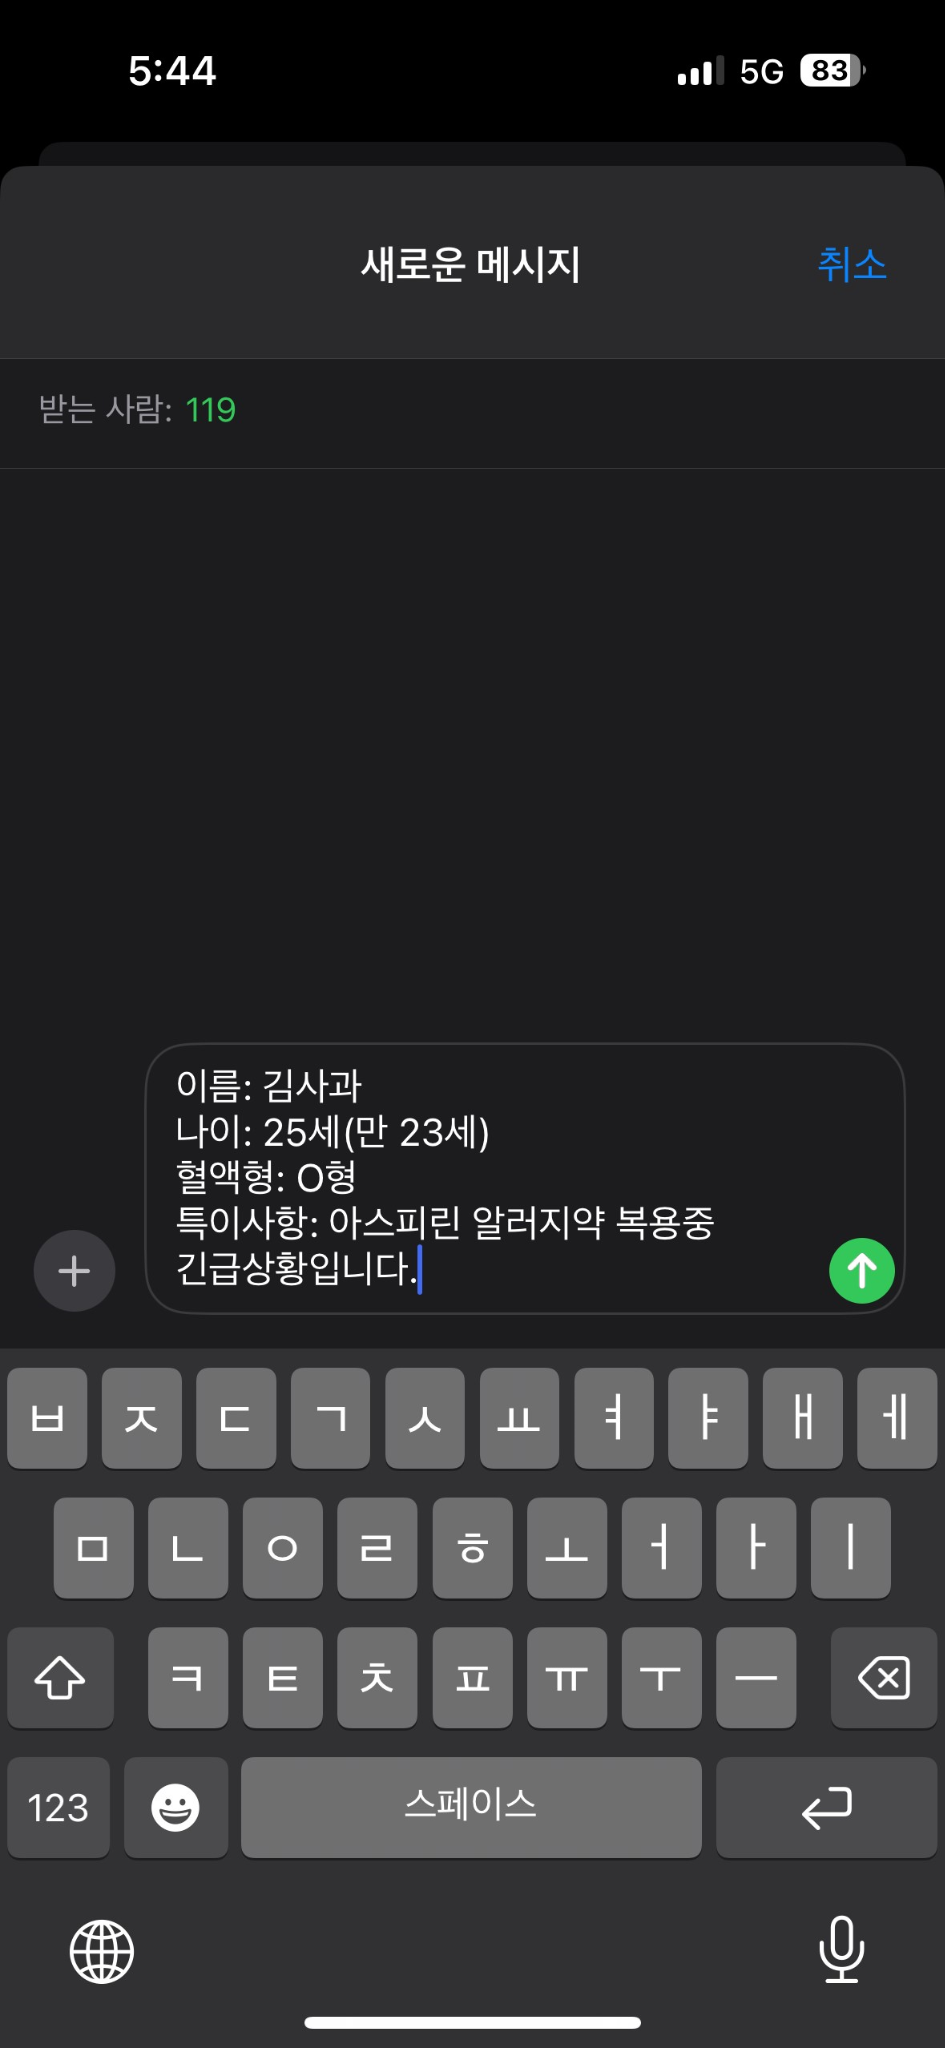 5:44
5G
83
새로운 메시지
취소
받는 사람: 119
이름: 김사과
나이: 25세(만 23세)
혈액형: O형
특이사항: 아스피린 알러지약 복용중
긴급상황입니다.
ㅂ ㅈ ㄷ ㄱ ㅅ ㅛ ㅕ ㅑ ㅐ ㅔ
ㅁ ㄴ ㅇ ㄹ ㅎ ㅗ ㅓ ㅏ ㅣ
ㅋ ㅌ ㅊ ㅍ ㅠ ㅜ ㅡ
123
스페이스